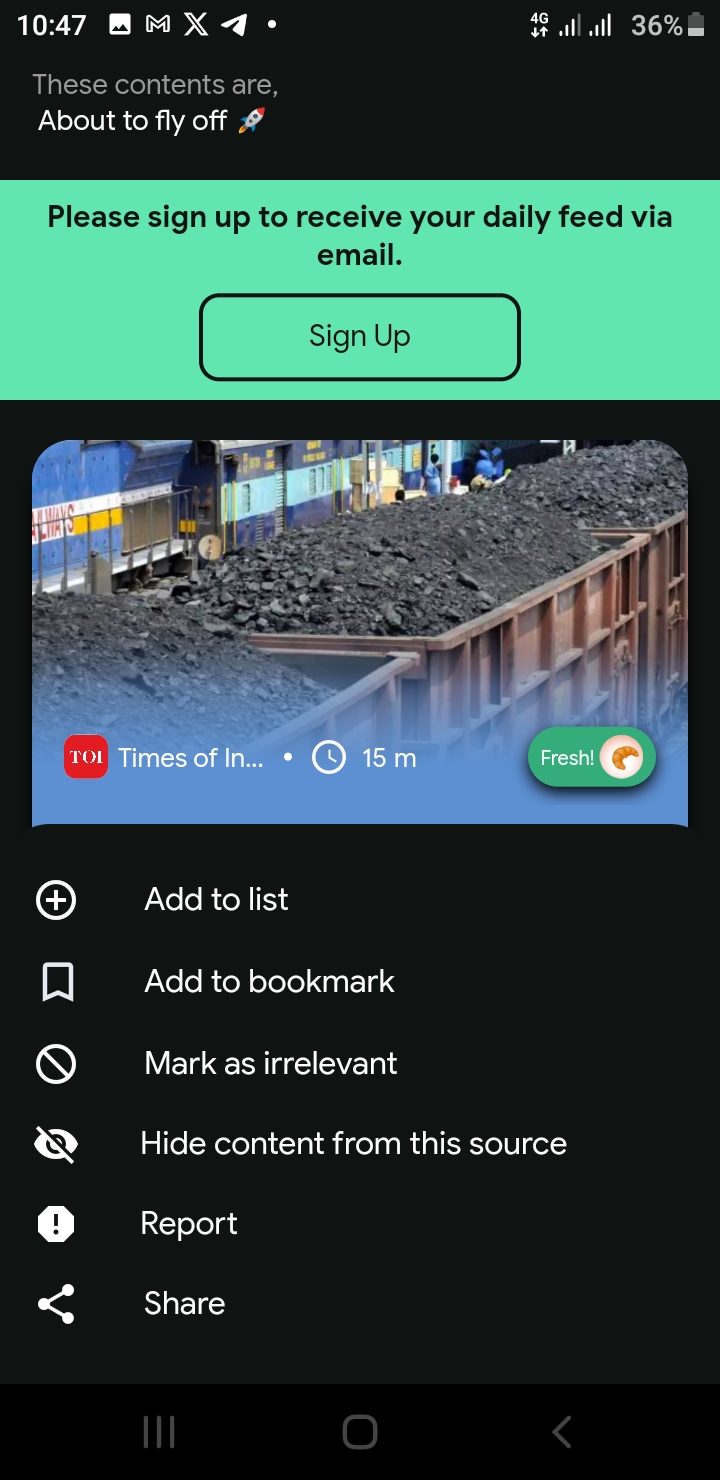 10:47
4G
36%
These contents are,
About to fly off 🚀
Please sign up to receive your daily feed via
email.
Sign Up
TOI Times of In... • 15 m
Fresh!
Add to list
Add to bookmark
Mark as irrelevant
Hide content from this source
Report
Share